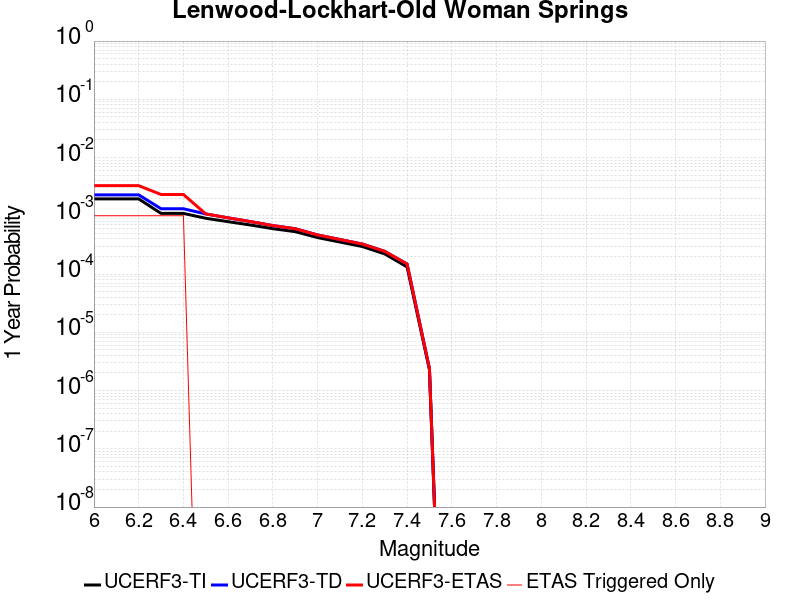 Lenwood-Lockhart-Old Woman Springs
1 Year Probability
10^0
10^-1
10^-2
10^-3
10^-4
10^-5
10^-6
10^-7
10^-8
6 6.2 6.4 6.6 6.8 7 7.2 7.4 7.6 7.8 8 8.2 8.4 8.6 8.8 9
Magnitude
UCERF3-TI UCERF3-TD UCERF3-ETAS ETAS Triggered Only